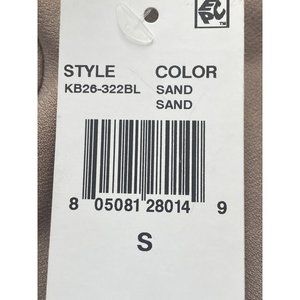 STYLE COLOR
KB26-322BL SAND
SAND
8 05081 28014 9
S